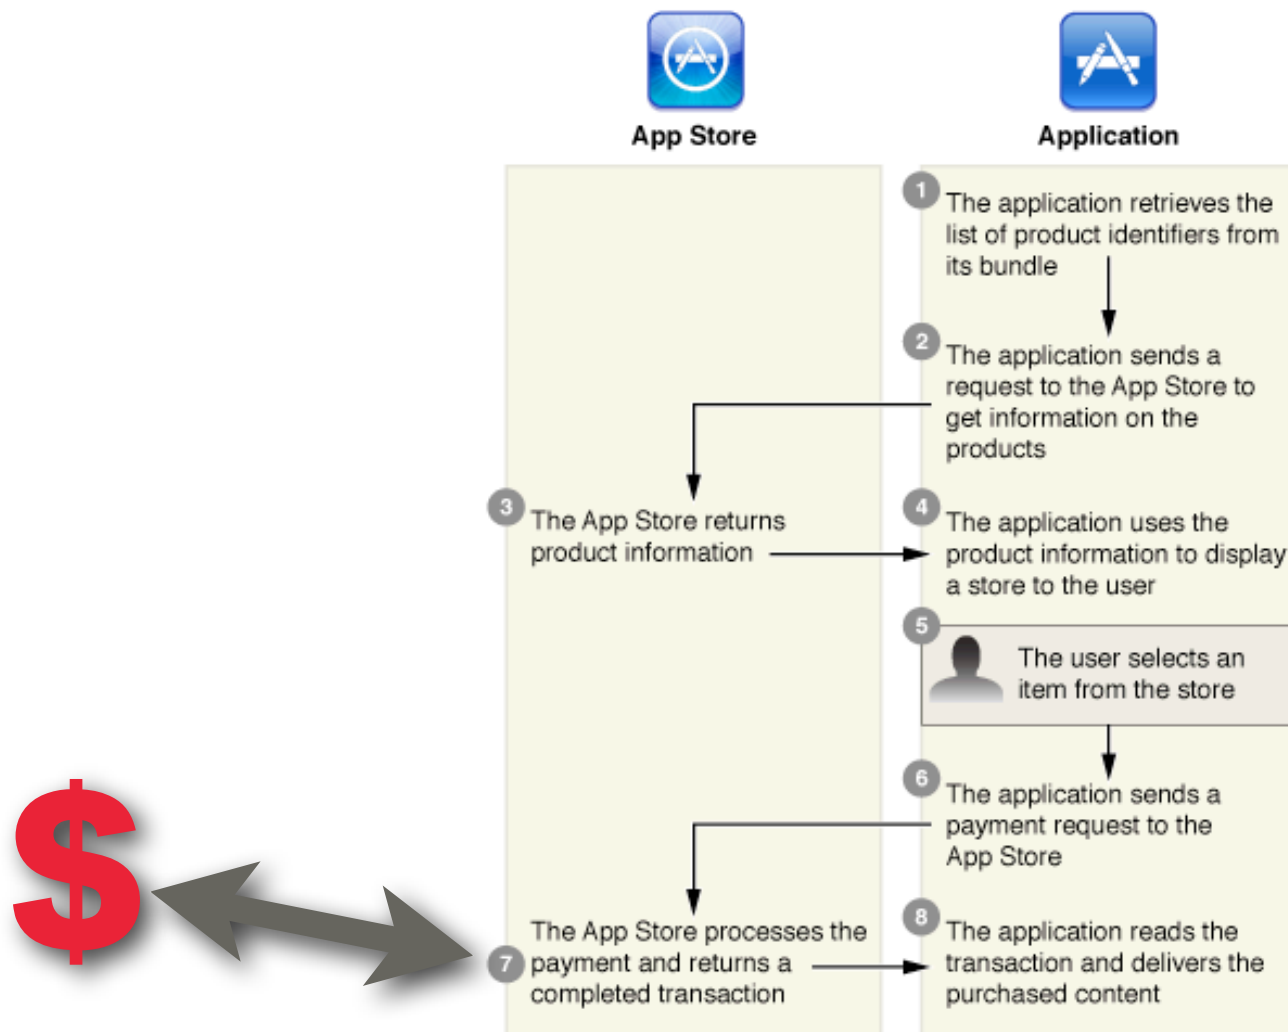 App Store
Application
1
The application retrieves the
list of product identifiers from
its bundle
2
The application sends a
request to the App Store to
get information on the
products
3
The App Store returns
product information
4
The application uses the
product information to display
a store to the user
5
The user selects an
item from the store
6
The application sends a
payment request to the
App Store
$
7
The App Store processes the
payment and returns a
completed transaction
8
The application reads the
transaction and delivers the
purchased content